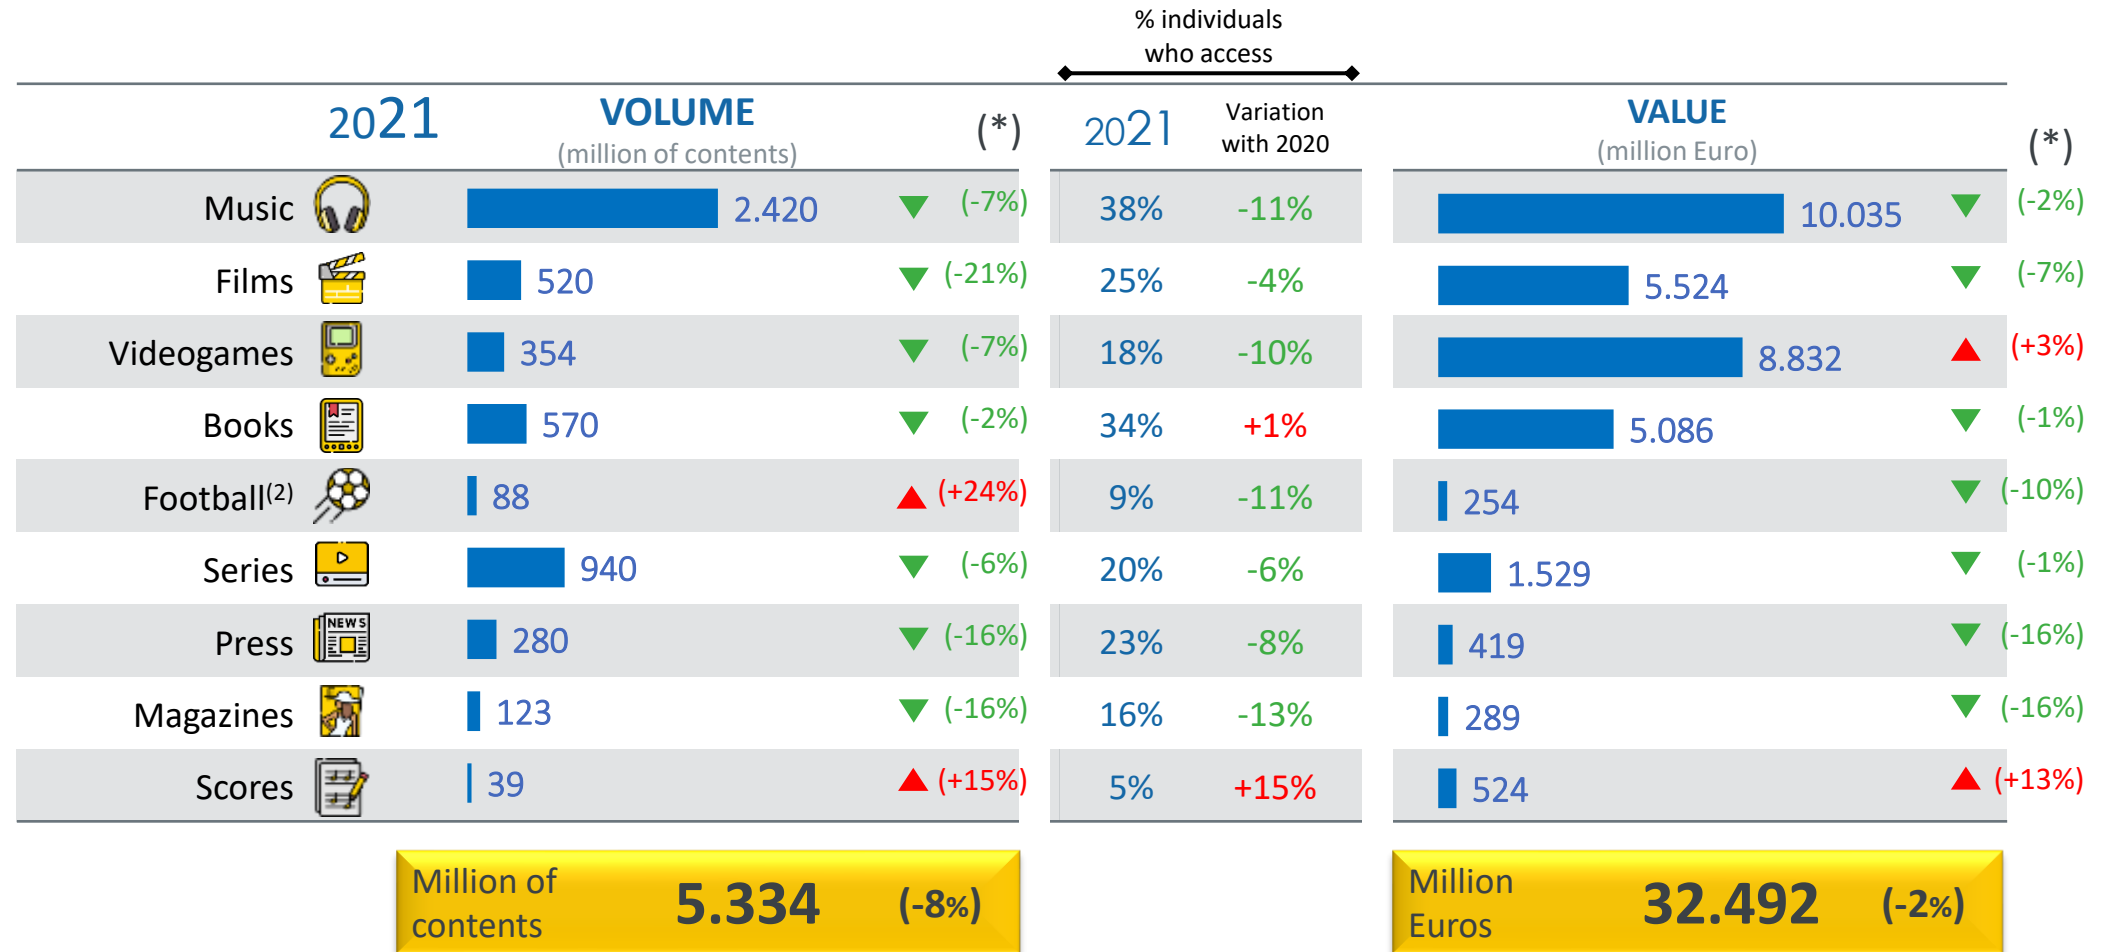 % individuals
who access
2021 VOLUME (*) 2021 Variation VALUE (*)
(million of contents) with 2020 (million Euro)
Music 2.420 (-7%) 38% -11% 10.035 (-2%)
Films 520 (-21%) 25% -4% 5.524 (-7%)
Videogames 354 (-7%) 18% -10% 8.832 (+3%)
Books 570 (-2%) 34% +1% 5.086 (-1%)
Football(2) 88 (+24%) 9% -11% 254 (-10%)
Series 940 (-6%) 20% -6% 1.529 (-1%)
NEWS
Press 280 (-16%) 23% -8% 419 (-16%)
Magazines 123 (-16%) 16% -13% 289 (-16%)
Scores 39 (+15%) 5% +15% 524 (+13%)
Million of
contents 5.334 (-8%)
Million
Euros 32.492 (-2%)